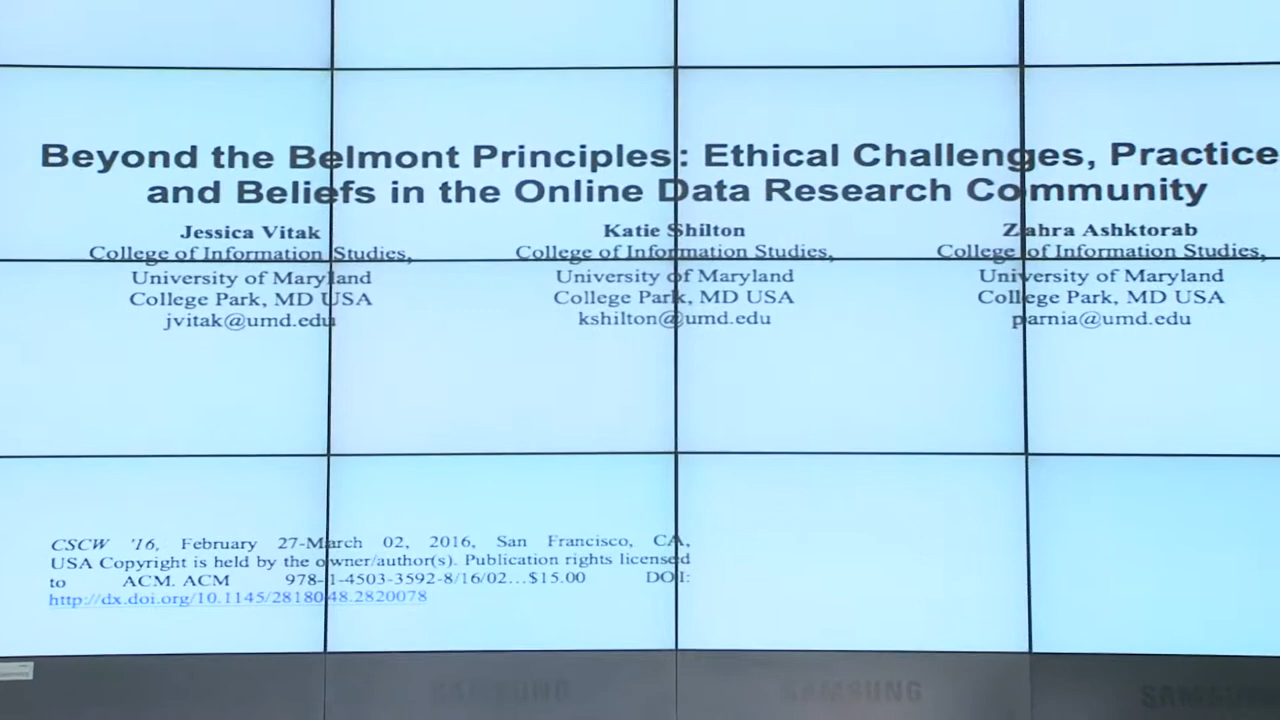 Beyond the Belmont Principles: Ethical Challenges, Practice
and Beliefs in the Online Data Research Community
Jessica Vitak
College of Information Studies,
University of Maryland
College Park, MD USA
jvitak@umd.edu
Katie Shilton
College of Information Studies,
University of Maryland
College Park, MD USA
kshilton@umd.edu
Zahra Ashktorab
College of Information Studies,
University of Maryland
College Park, MD USA
parnia@umd.edu
CSCW '16, February 27-March 02, 2016, San Francisco, CA,
USA Copyright is held by the owner/author(s). Publication rights licensed
to ACM. ACM 978-1-4503-3592-8/16/02...$15.00 DOI:
http://dx.doi.org/10.1145/2818048.2820078
SAMSUNG
SAMSUNG
SAMSUNG